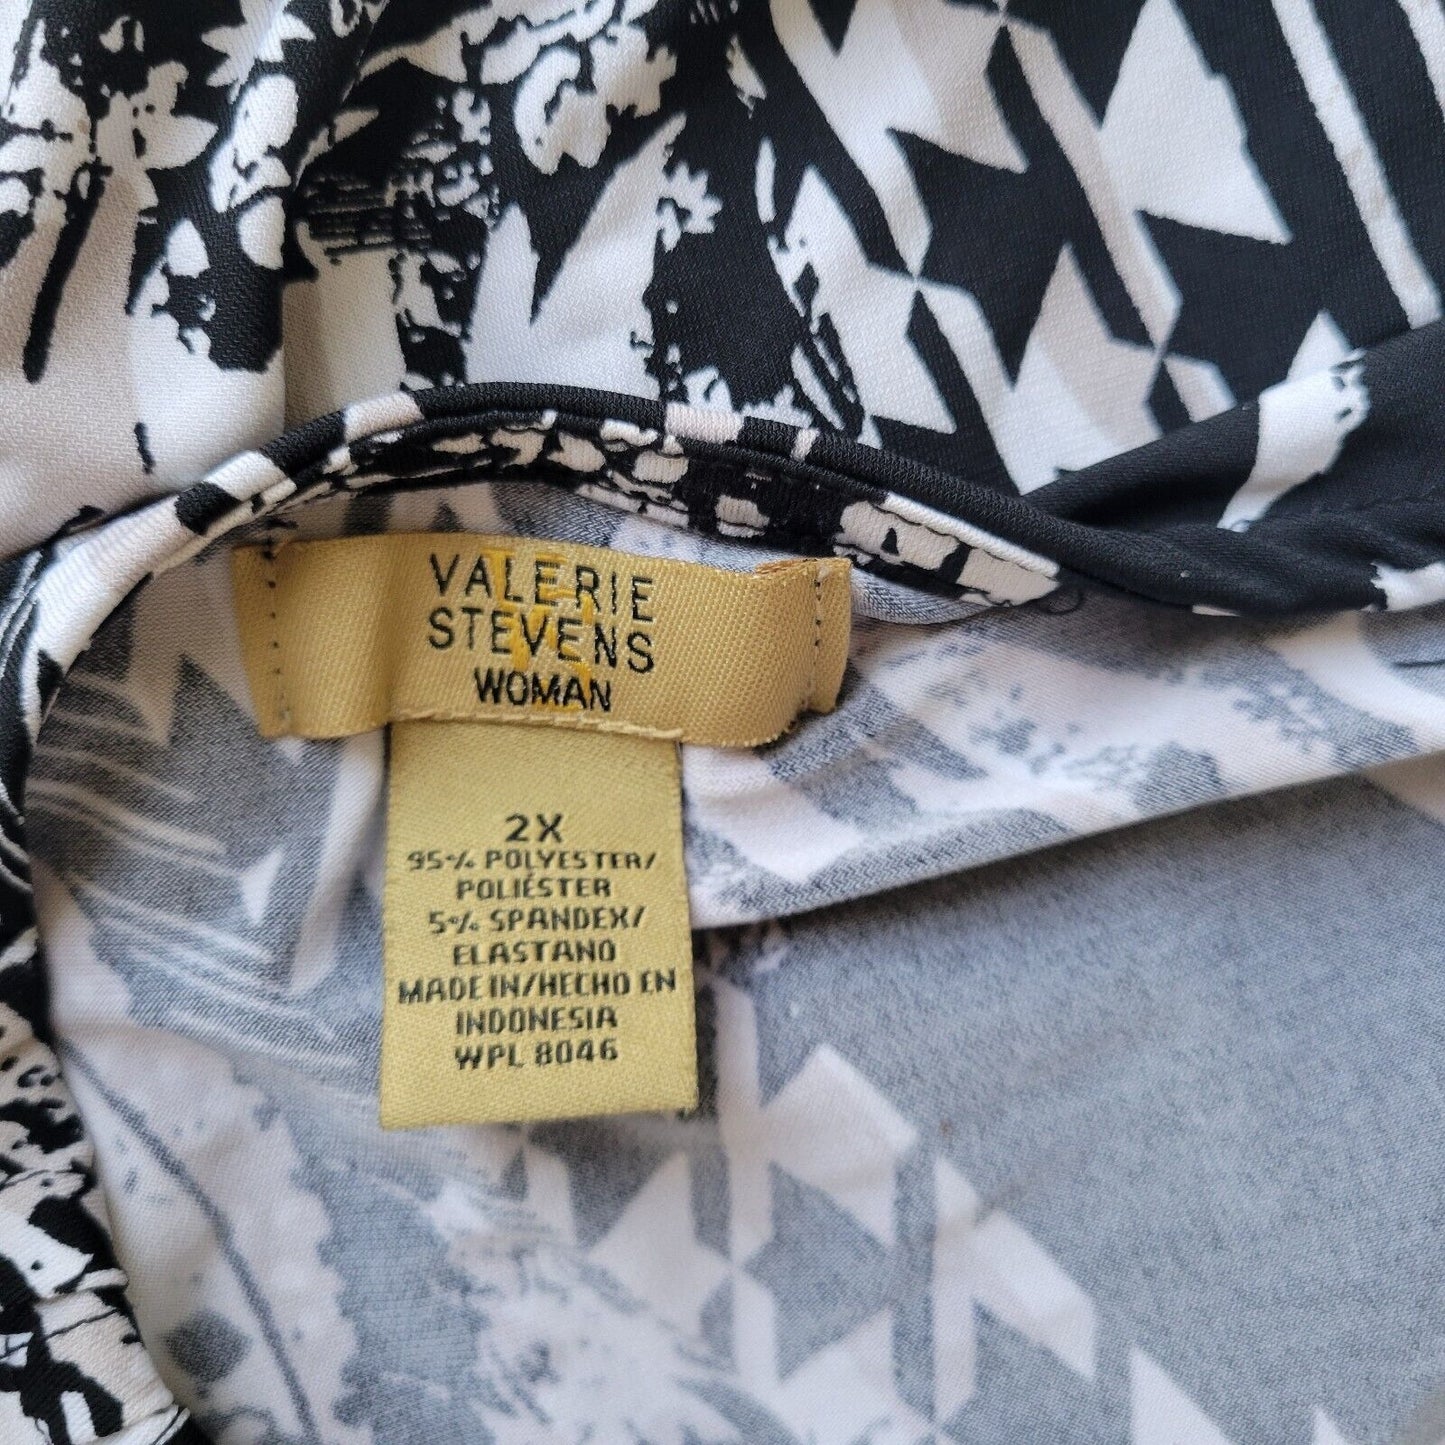 VALERIE
STEVENS
WOMAN
2X
95% POLYESTER/
POLIÉSTER
5% SPANDEX/
ELASTANO
MADE IN/HECHO EN
INDONESIA
WPL 8046